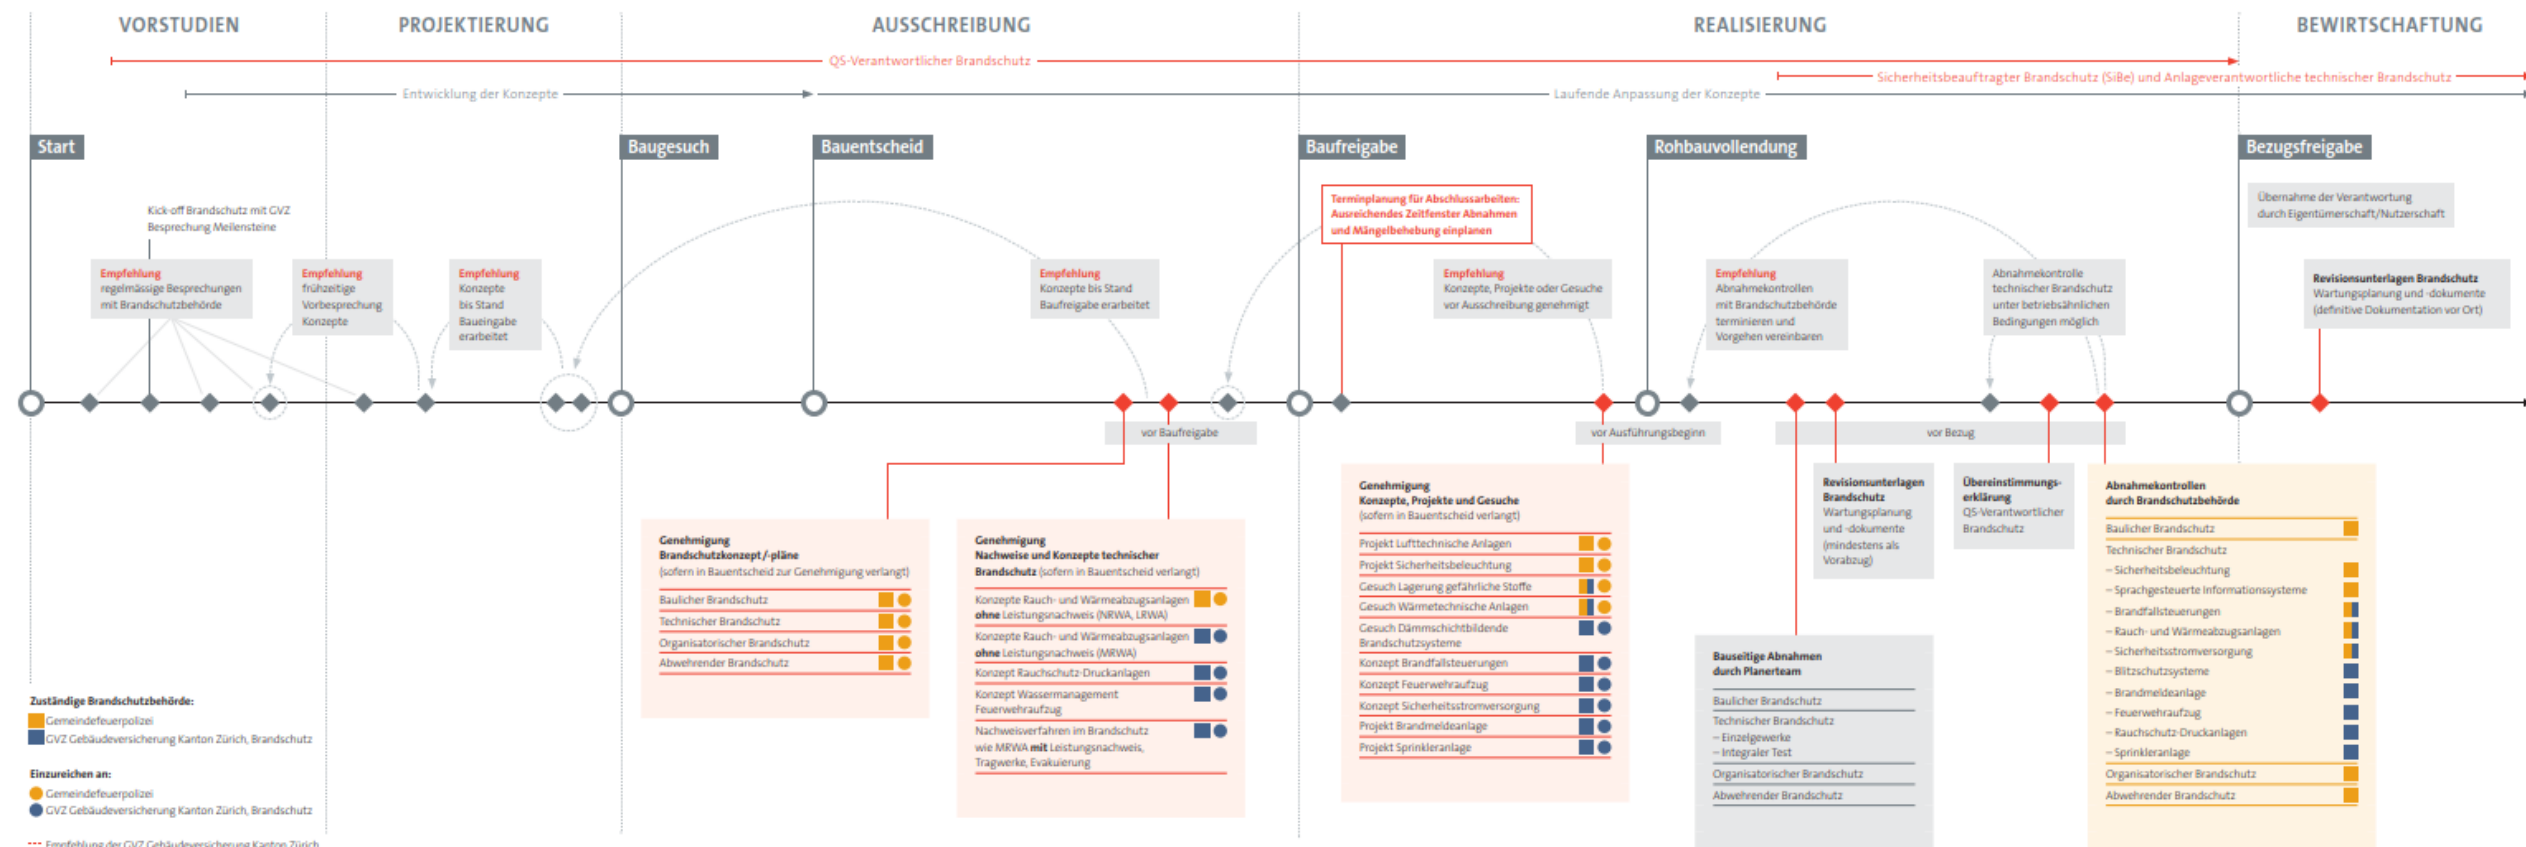 VORSTUDIEN
PROJEKTIERUNG
AUSSCHREIBUNG
REALISIERUNG
BEWIRTSCHAFTUNG
QS-Verantwortlicher Brandschutz
Sicherheitsbeauftragter Brandschutz (SiBe) und Anlageverantwortliche technischer Brandschutz
Entwicklung der Konzepte
Laufende Anpassung der Konzepte
Start
Baugesuch
Bauentscheid
Baufreigabe
Rohbauvollendung
Bezugsfreigabe
Kick-off Brandschutz mit GVZ
Besprechung Meilensteine
Empfehlung
regelmässige Besprechungen
mit Brandschutzbehörde
Empfehlung
frühzeitige
Vorbesprechung
Konzepte
Empfehlung
Konzepte
bis Stand
Baueingabe
erarbeitet
Empfehlung
Konzepte bis Stand
Baufreigabe erarbeitet
Terminplanung für Abschlussarbeiten:
Ausreichendes Zeitfenster Abnahmen
und Mängelbehebung einplanen
Empfehlung
Konzepte, Projekte oder Gesuche
vor Ausschreibung genehmigt
Empfehlung
Abnahmekontrollen
mit Brandschutzbehörde
terminieren und
Vorgehen vereinbaren
Abnahmekontrolle
technischer Brandschutz
unter betriebsähnlichen
Bedingungen möglich
Übernahme der Verantwortung
durch Eigentümerschaft/Nutzerschaft
Revisionsunterlagen Brandschutz
Wartungsplanung und -dokumente
(definitive Dokumentation vor Ort)
vor Baufreigabe
vor Ausführungsbeginn
vor Bezug
Genehmigung
Brandschutzkonzept/-pläne
(sofern in Bauentscheid zur Genehmigung verlangt)
Baulicher Brandschutz
Technischer Brandschutz
Organisatorischer Brandschutz
Abwehrender Brandschutz
Genehmigung
Nachweise und Konzepte technischer
Brandschutz (sofern in Bauentscheid verlangt)
Konzepte Rauch- und Wärmeabzugsanlagen
ohne Leistungsnachweis (NRWA, LRWA)
Konzepte Rauch- und Wärmeabzugsanlagen
ohne Leistungsnachweis (MRWA)
Konzept Rauchschutz-Druckanlagen
Konzept Wassermanagement
Feuerwehraufzug
Nachweisverfahren im Brandschutz
wie MRWA mit Leistungsnachweis,
Tragwerke, Evakuierung
Genehmigung
Konzepte, Projekte und Gesuche
(sofern in Bauentscheid verlangt)
Projekt Lufttechnische Anlagen
Projekt Sicherheitsbeleuchtung
Gesuch Lagerung gefährliche Stoffe
Gesuch Wärmetechnische Anlagen
Gesuch Dämmschichtbildende
Brandschutzsysteme
Konzept Brandfallsteuerungen
Konzept Feuerwehraufzug
Konzept Sicherheitsstromversorgung
Projekt Brandmeldeanlage
Projekt Sprinkleranlage
Bauseitige Abnahmen
durch Planerteam
Baulicher Brandschutz
Technischer Brandschutz
– Einzelgewerke
– Integraler Test
Organisatorischer Brandschutz
Abwehrender Brandschutz
Revisionsunterlagen
Brandschutz
Wartungsplanung
und -dokumente
(mindestens als
Vorabzug)
Übereinstimmungs-
erklärung
QS-Verantwortlicher
Brandschutz
Abnahmekontrollen
durch Brandschutzbehörde
Baulicher Brandschutz
Technischer Brandschutz
– Sicherheitsbeleuchtung
– Sprachgesteuerte Informationssysteme
– Brandfallsteuerungen
– Rauch- und Wärmeabzugsanlagen
– Sicherheitsstromversorgung
– Blitzschutzsysteme
– Brandmeldeanlage
– Feuerwehraufzug
– Rauchschutz-Druckanlagen
– Sprinkleranlage
Organisatorischer Brandschutz
Abwehrender Brandschutz
Zuständige Brandschutzbehörde:
Gemeindefeuerpolizei
GVZ Gebäudeversicherung Kanton Zürich, Brandschutz
Einzureichen an:
Gemeindefeuerpolizei
GVZ Gebäudeversicherung Kanton Zürich, Brandschutz
Empfehlung der GVZ Gebäudeversicherung Kanton Zürich